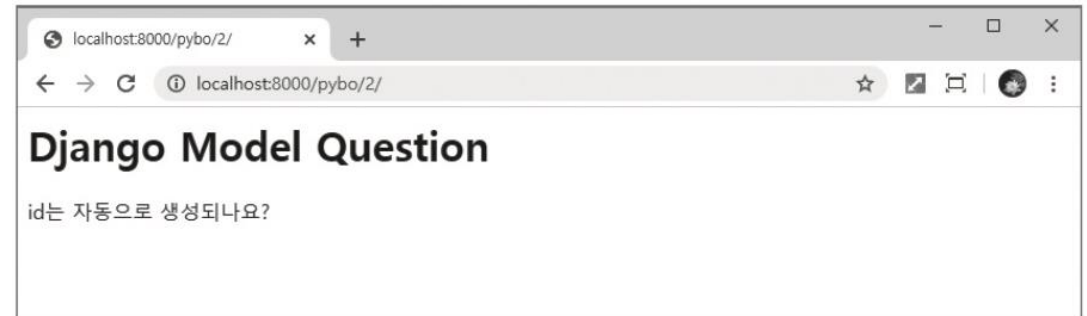 localhost:8000/pybo/2/
localhost:8000/pybo/2/
Django Model Question
id는 자동으로 생성되나요?